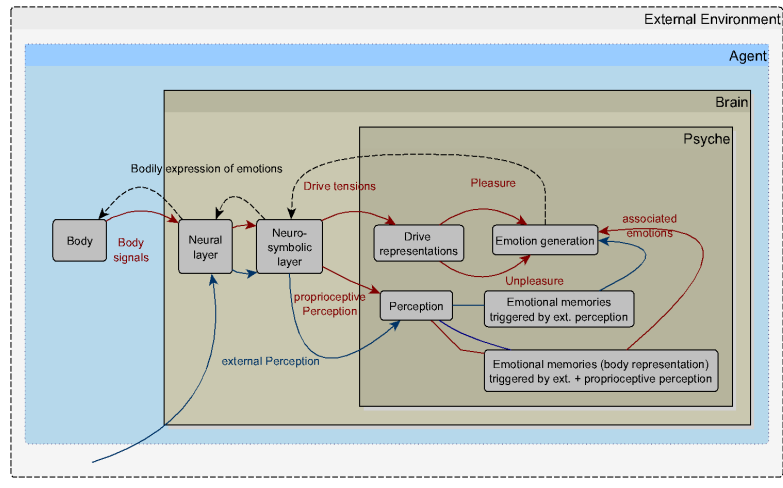 External Environment
Agent
Brain
Psyche
Bodily expression of emotions
Drive tensions
Pleasure
associated
emotions
Body
Body
signals
Neural
layer
Neuro-
symbolic
layer
Drive
representations
Emotion generation
Unpleasure
proprioceptive
Perception
Perception
Emotional memories
triggered by ext. perception
external Perception
Emotional memories (body representation)
triggered by ext. + proprioceptive perception